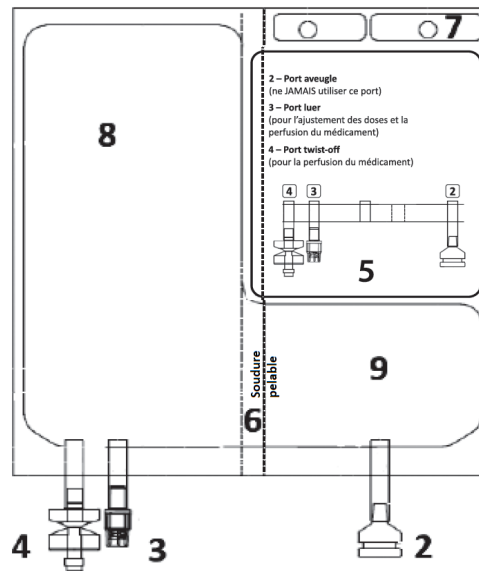 7
2 – Port aveugle
(ne JAMAIS utiliser ce port)
3 – Port luer
(pour l'ajustement des doses et la
perfusion du médicament)
4 – Port twist-off
(pour la perfusion du médicament)
8
4 3 2
5
Soudure
pelable
9
6
4 3 2